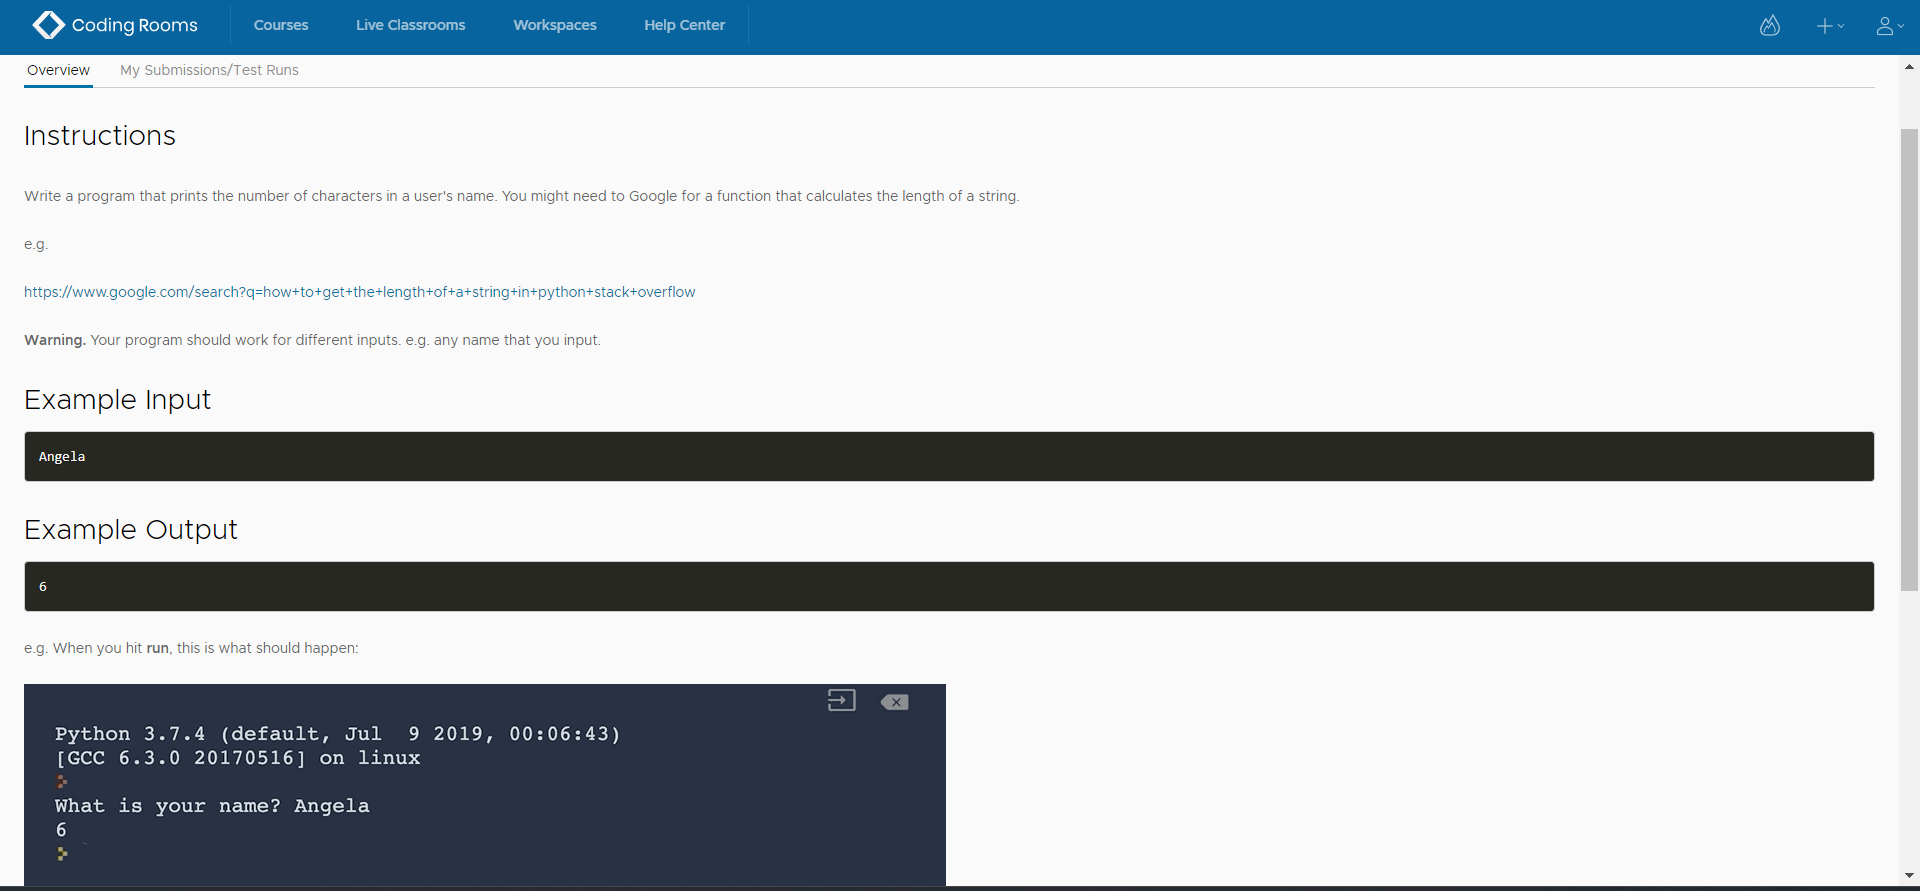 Coding Rooms Courses Live Classrooms Workspaces Help Center
Overview My Submissions/Test Runs
Instructions
Write a program that prints the number of characters in a user's name. You might need to Google for a function that calculates the length of a string.
e.g.
https://www.google.com/search?q=how+to+get+the+length+of+a+string+in+python+stack+overflow
Warning. Your program should work for different inputs. e.g. any name that you input.
Example Input
Angela
Example Output
6
e.g. When you hit run, this is what should happen:
Python 3.7.4 (default, Jul  9 2019, 00:06:43)
[GCC 6.3.0 20170516] on linux
What is your name? Angela
6